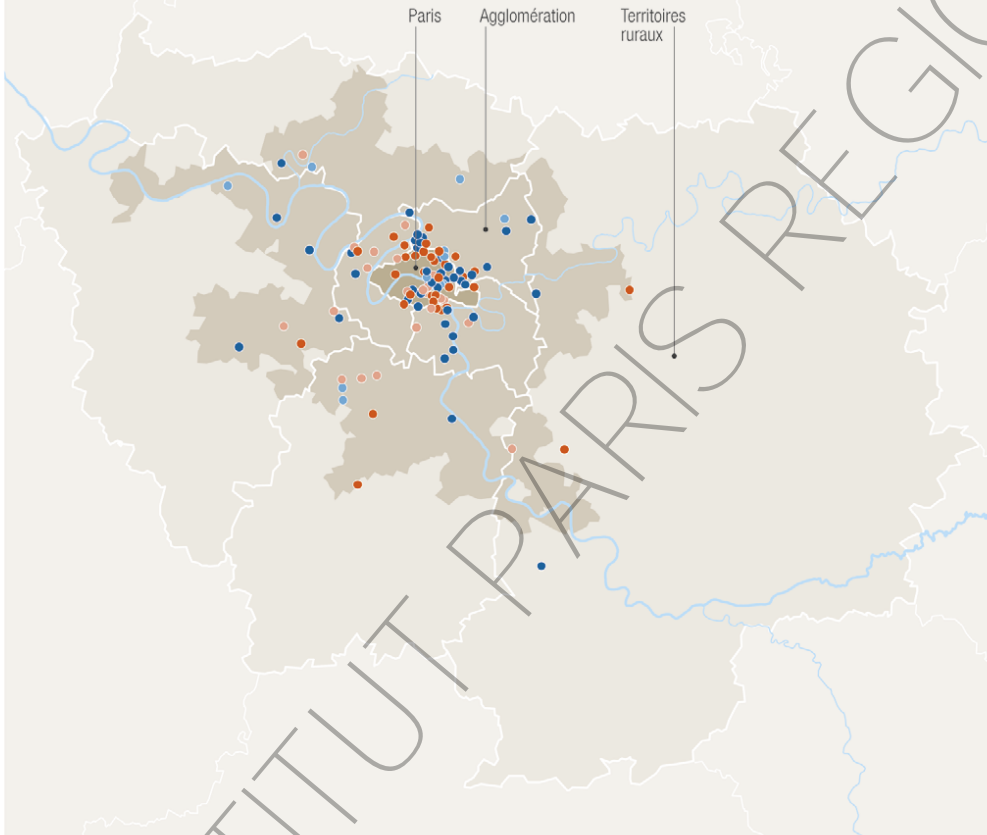 Paris
Agglomération
Territoires
ruraux
INSTITUT PARIS REGIO